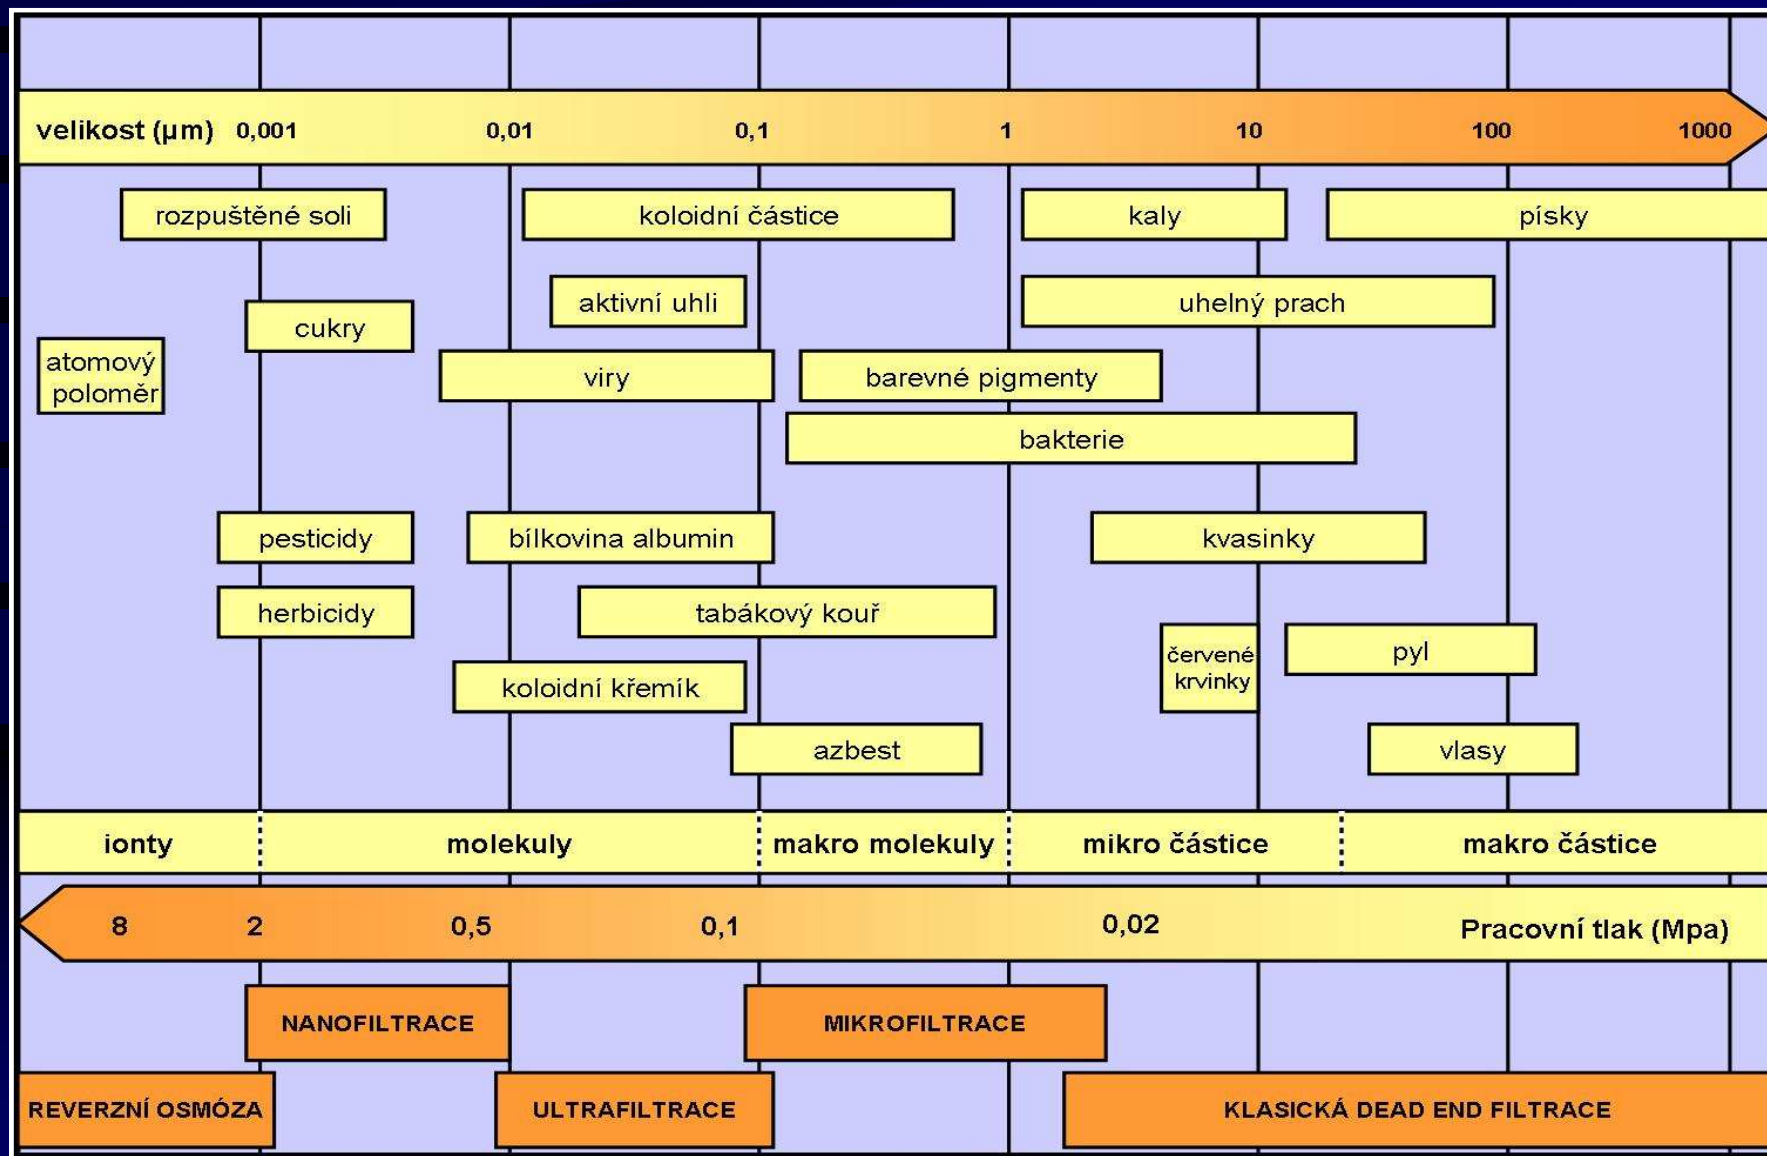 velikost (µm) 0,001 0,01 0,1 1 10 100 1000
rozpuštěné soli koloidní částice kaly písky
aktivní uhli uhelný prach
cukry
atomový
poloměr
viry barevné pigmenty
bakterie
pesticidy bílkovina albumin kvasinky
herbicidy tabákový kouř
červené
krvinky
pyl
koloidní křemík
azbest vlasy
ionty molekuly makro molekuly mikro částice makro částice
8 2 0,5 0,1 0,02 Pracovní tlak (Mpa)
NANOFILTRACE MIKROFILTRACE
REVERZNÍ OSMÓZA ULTRAFILTRACE KLASICKÁ DEAD END FILTRACE